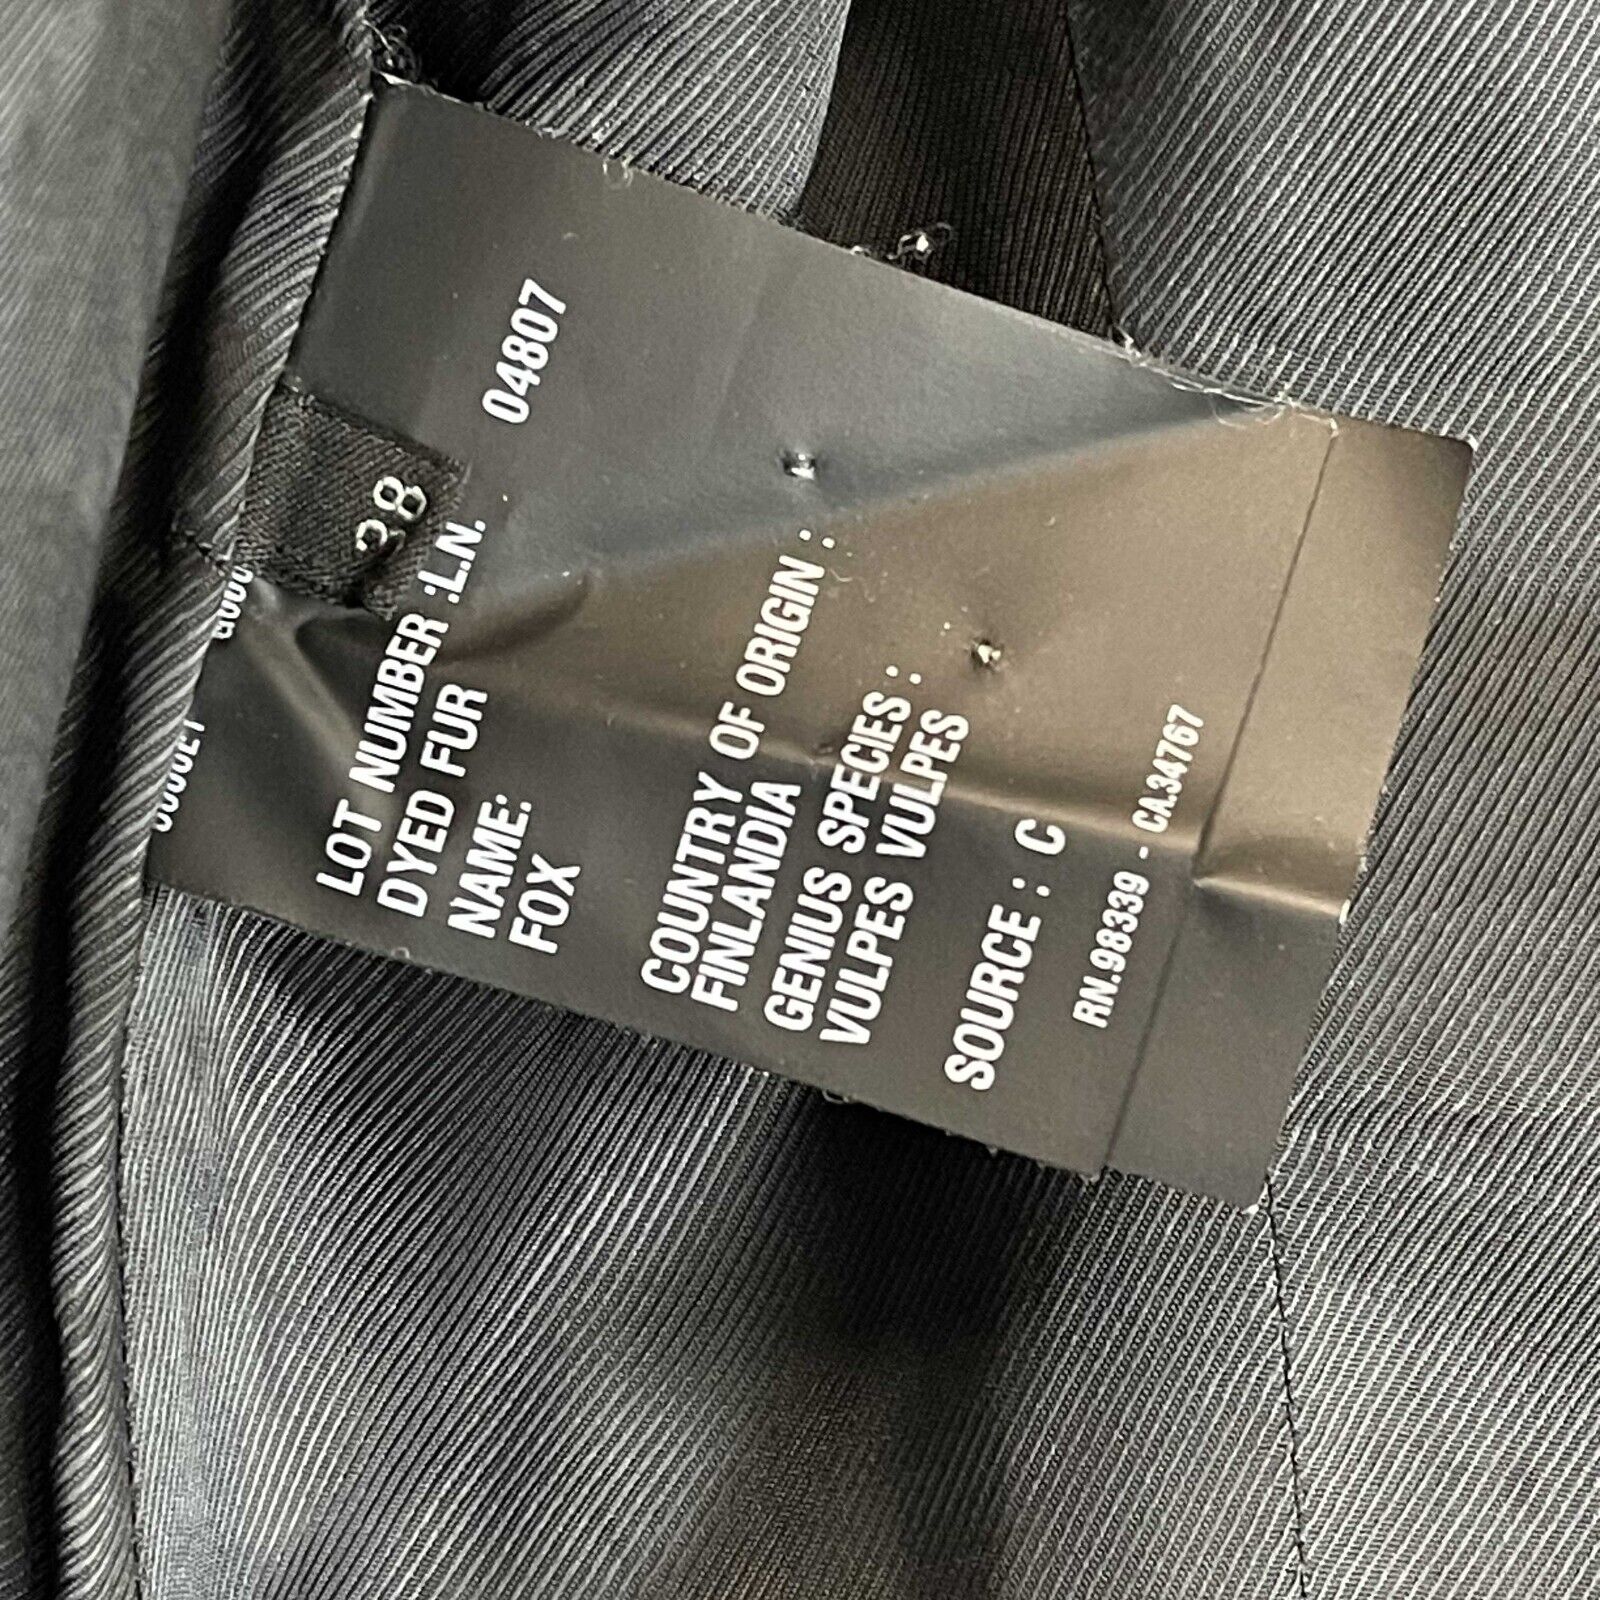 38
LOT NUMBER :L.N. 04807
DYED FUR
NAME:
FOX
COUNTRY OF ORIGIN :
FINLANDIA
GENIUS SPECIES :
VULPES VULPES
SOURCE : C
RN.98339 - CA.34767